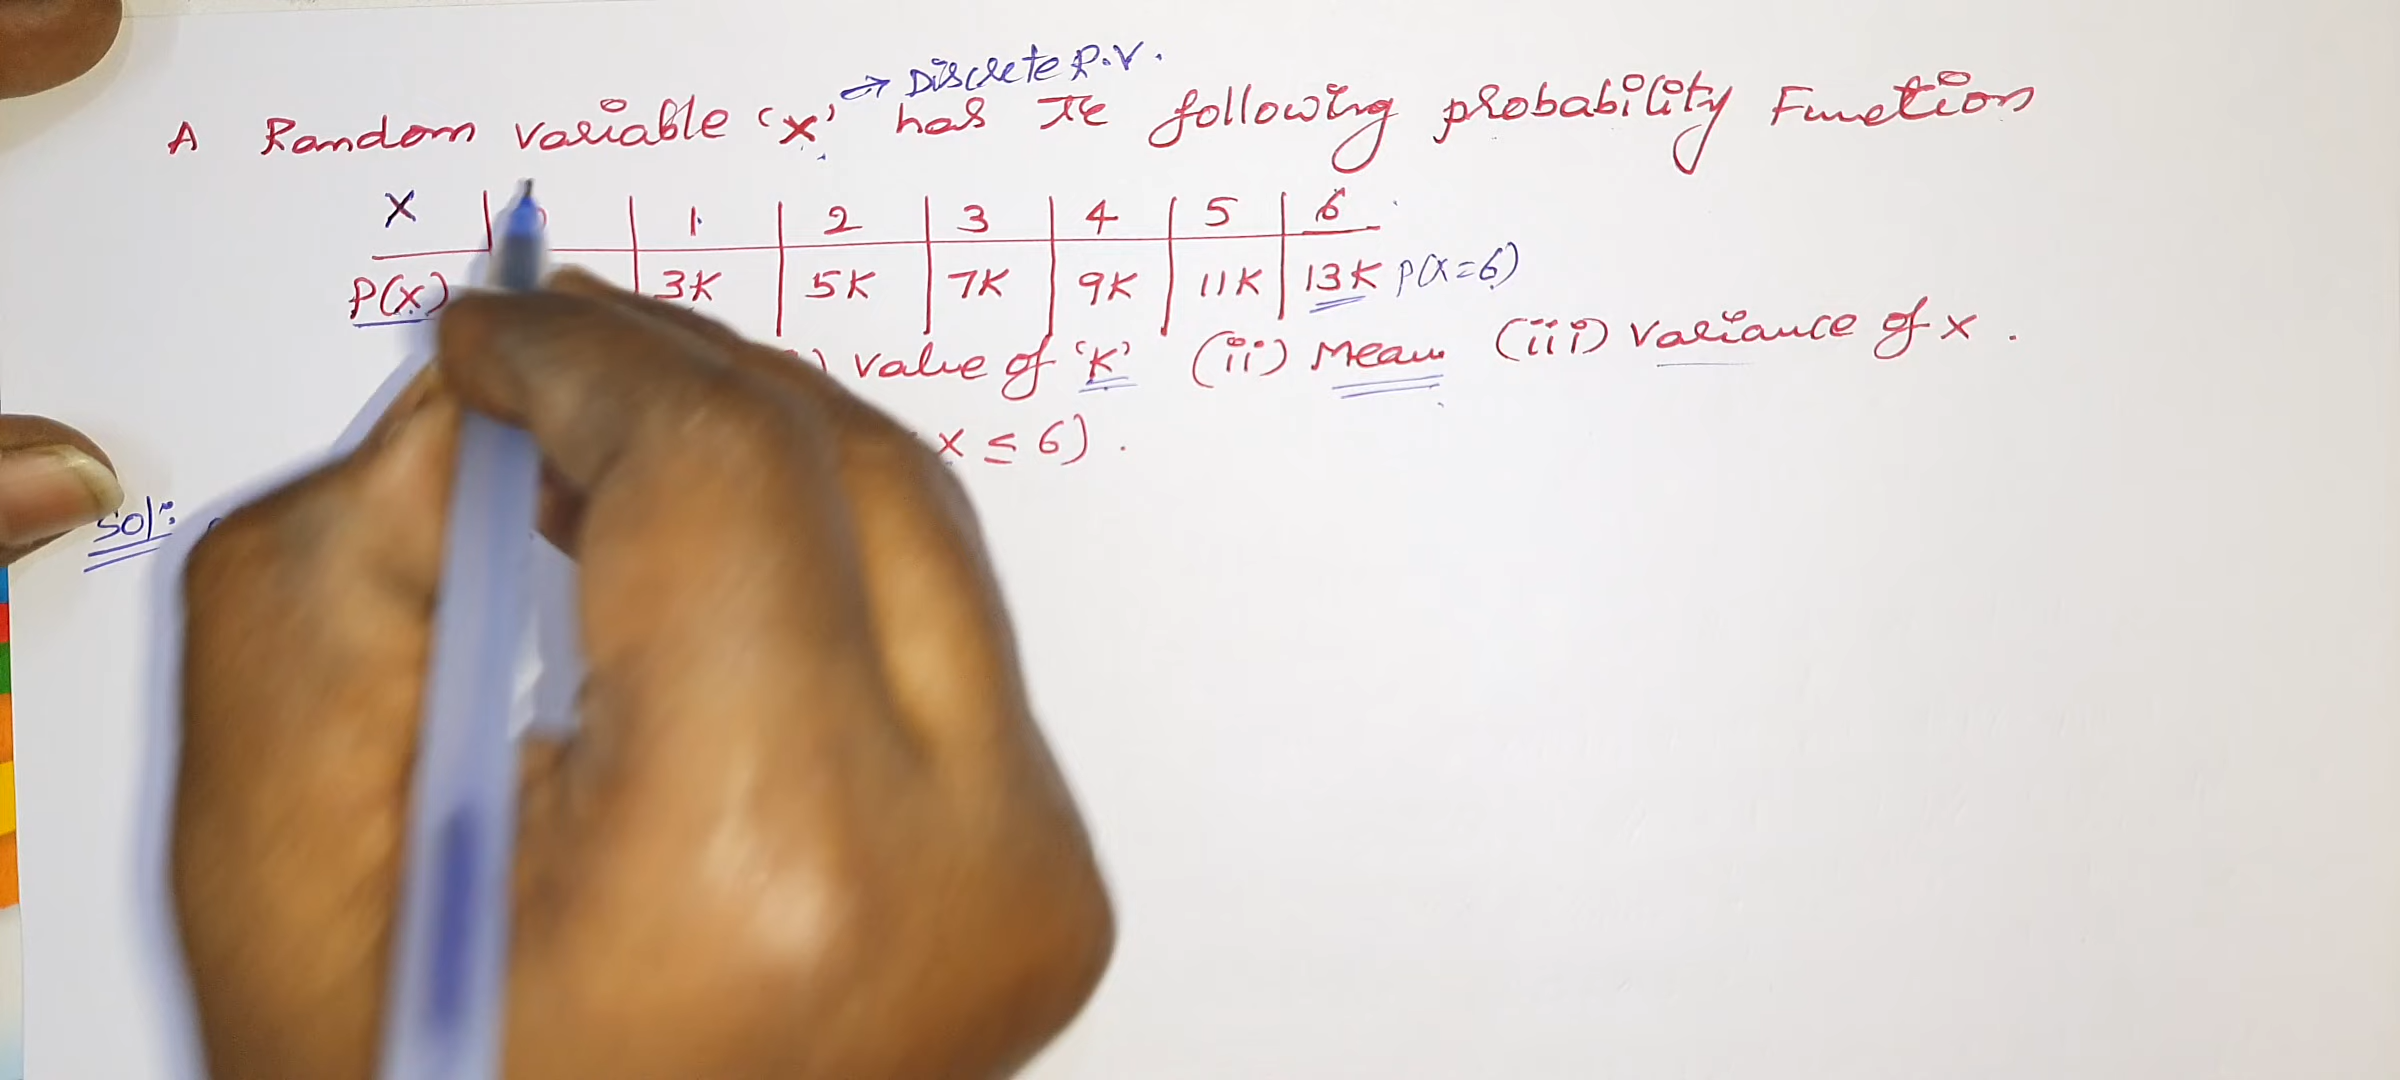 → Discrete R.V.
A Random variable 'x' has the following probability Function
X 1 2 3 4 5 6
P(x) 3K 5K 7K 9K 11K 13K P(X=6)
) value of 'K' (ii) Mean (iii) variance of x .
x ≤ 6) .
Sol: